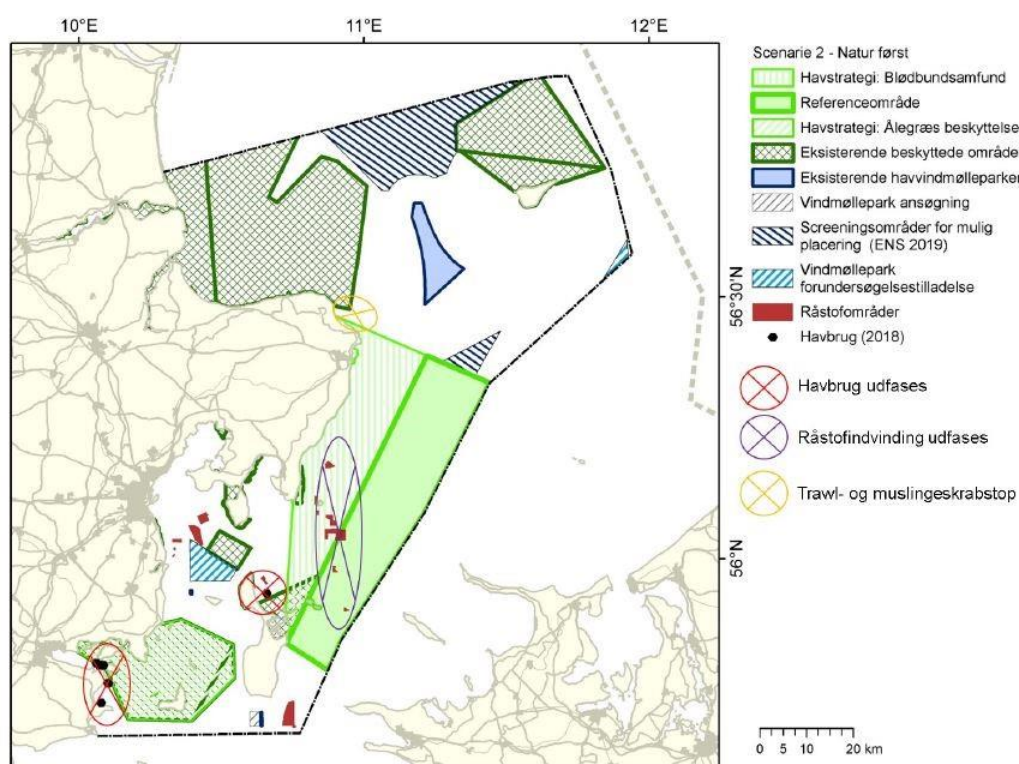 10°E
11°E
12°E
Scenarie 2 - Natur først
Havstrategi: Blødbundsamfund
Referenceområde
Havstrategi: Ålegræs beskyttelse
Eksisterende beskyttede område
Eksisterende havvindmølleparker
Vindmøllepark ansøgning
Screeningsområder for mulig
placering (ENS 2019)
Vindmøllepark
forundersøgelsestilladelse
Råstofområder
Havbrug (2018)
Havbrug udfases
Råstofindvinding udfases
Trawl- og muslingeskrabstop
56°30'N
56°N
0 5 10 20 km